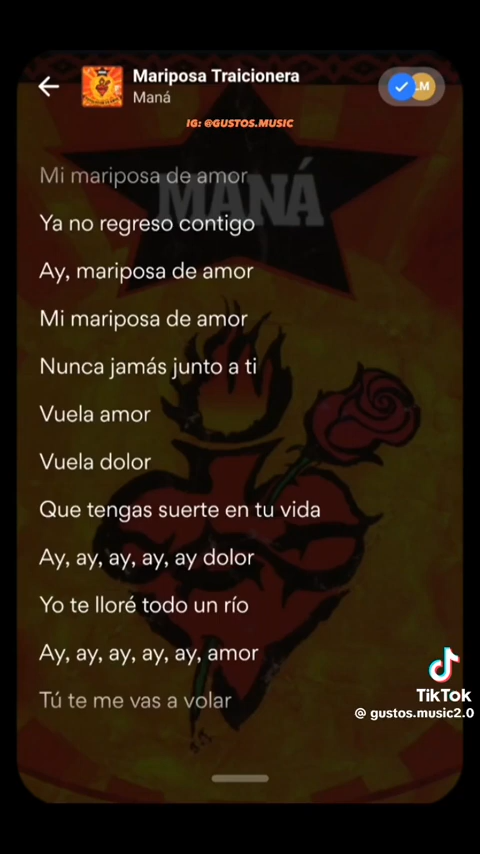 Mariposa Traicionera
Maná
.M
IG: @GUSTOS.MUSIC
MANÁ
Mi mariposa de amor
Ya no regreso contigo
Ay, mariposa de amor
Mi mariposa de amor
Nunca jamás junto a ti
Vuela amor
Vuela dolor
Que tengas suerte en tu vida
Ay, ay, ay, ay, ay dolor
Yo te lloré todo un río
Ay, ay, ay, ay, ay, amor
Tú te me vas a volar
TikTok
@ gustos.music2.0